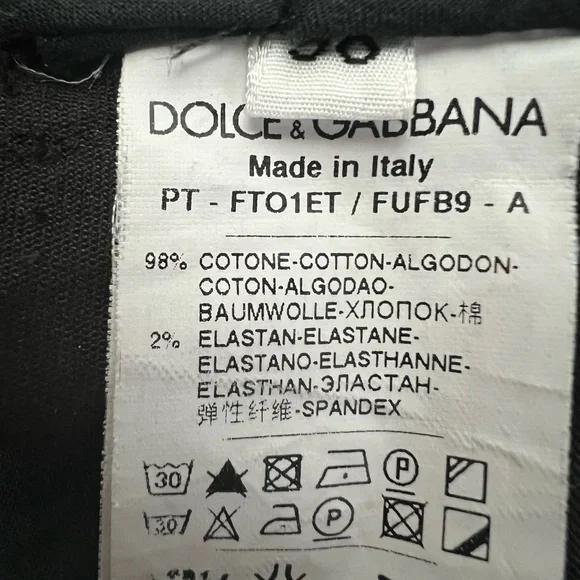 DOLCE & GABBANA
Made in Italy
PT - FTO1ET / FUFB9 - A
98% COTONE-COTTON-ALGODON-
COTON-ALGODAO-
BAUMWOLLE-ХЛОПОК-棉
2% ELASTAN-ELASTANE-
ELASTANO-ELASTHANNE-
ELASTHAN-ЭЛАСТАН-
弹性纤维-SPANDEX
30 P
30 P